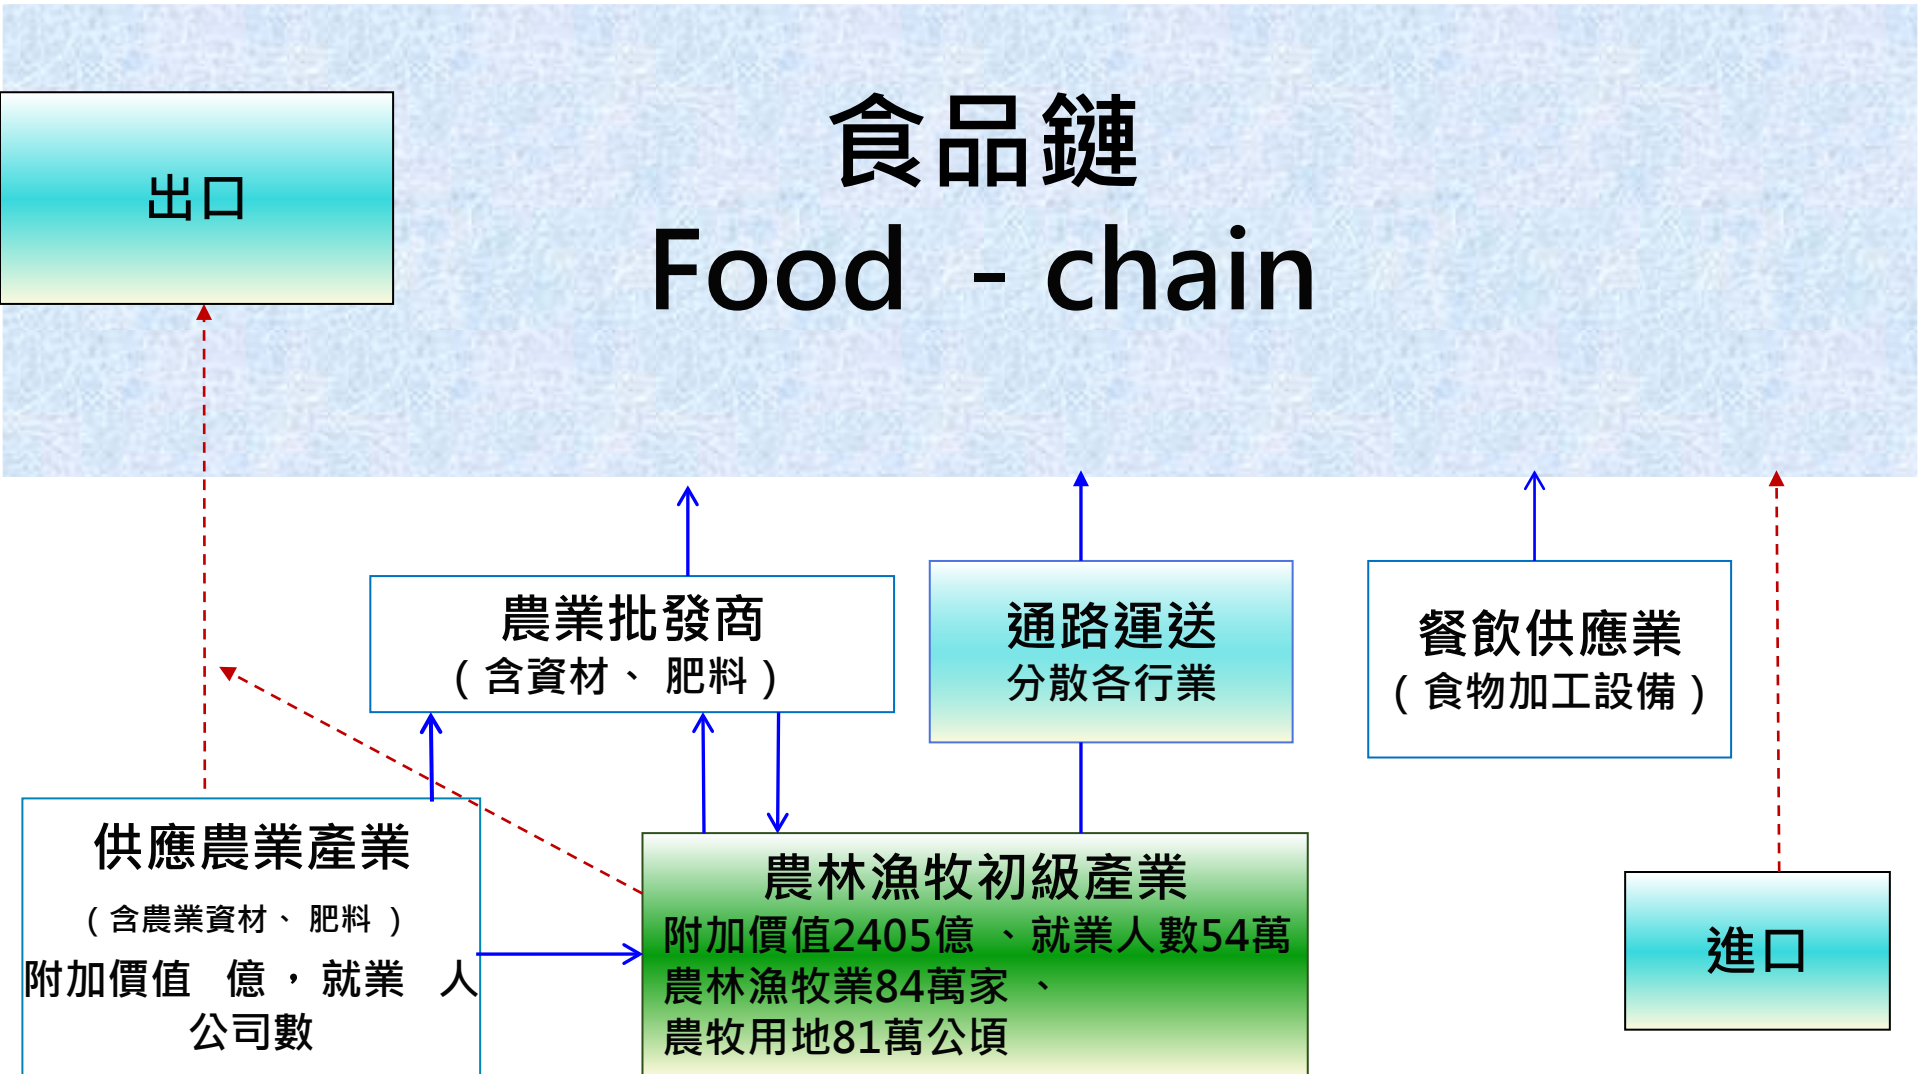 食品鏈
Food - chain
出口
農業批發商
(含資材、 肥料)
通路運送
分散各行業
餐飲供應業
(食物加工設備)
供應農業產業
(含農業資材、 肥料 )
附加價值 億，就業 人
公司數
農林漁牧初級產業
附加價值2405億 、就業人數54萬
農林漁牧業84萬家 、
農牧用地81萬公頃
進口